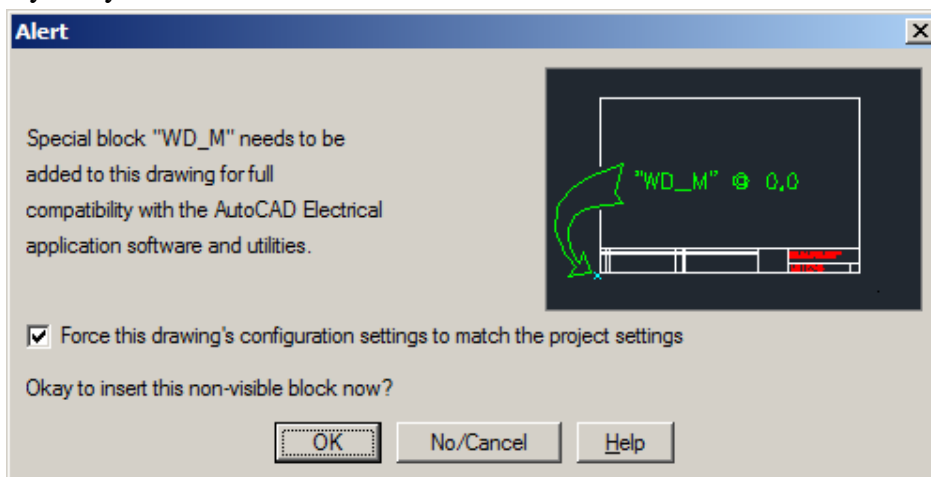 Alert
Special block "WD_M" needs to be
added to this drawing for full
compatibility with the AutoCAD Electrical
application software and utilities.
"WD_M" @ 0,0
Force this drawing's configuration settings to match the project settings
Okay to insert this non-visible block now?
OK No/Cancel Help